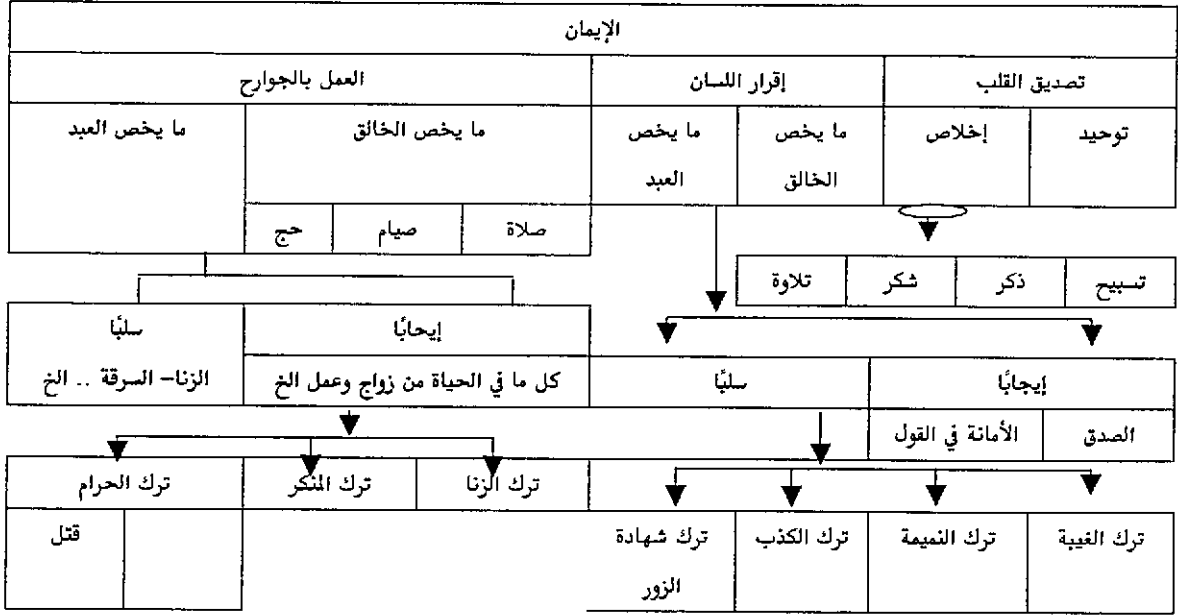 الإيمان
تصديق القلب
إقرار اللسان
العمل بالجوارح
توحيد
إخلاص
ما يخص
الخالق
ما يخص
العبد
ما يخص الخالق
ما يخص العبد
صلاة
صيام
حج
تسبيح
ذكر
شكر
تلاوة
إيحابًا
سلبًا
كل ما في الحياة من زواج وعمل الخ
الزنا– السرقة .. الخ
إيجابًا
سلبًا
الصدق
الأمانة في القول
ترك الزنا
ترك المنكر
ترك الحرام
قتل
ترك الغيبة
ترك النميمة
ترك الكذب
ترك شهادة
الزور